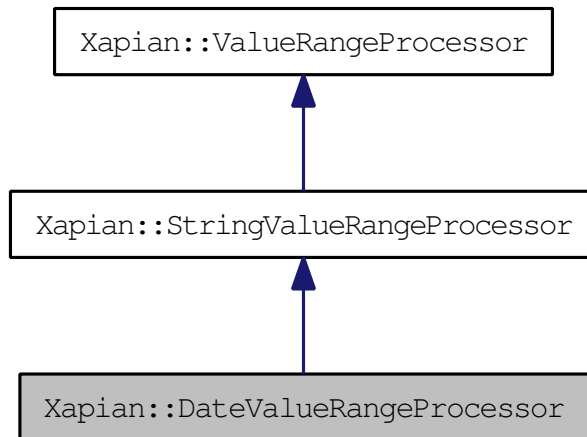 Xapian::ValueRangeProcessor
Xapian::StringValueRangeProcessor
Xapian::DateValueRangeProcessor